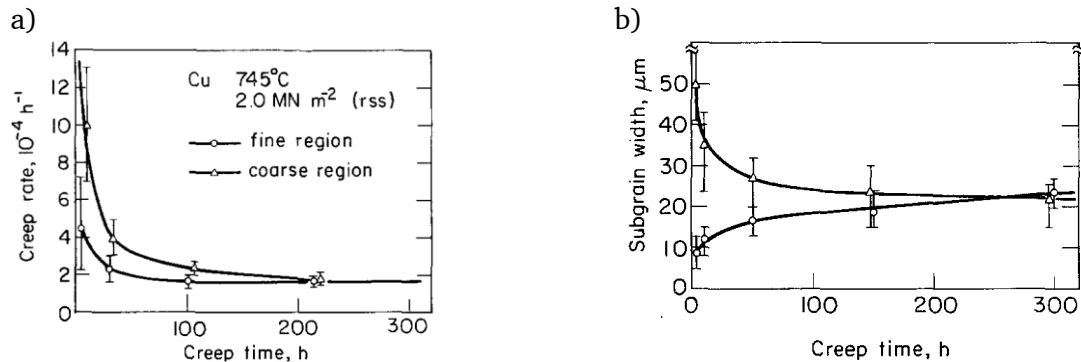 a)
14
12
10
8
6
4
2
0
Creep rate, 10⁻⁴ h⁻¹
Cu 745°C
2.0 MN m⁻² (rss)
fine region
coarse region
100
200
300
Creep time, h
b)
50
40
30
20
10
0
Subgrain width, μm
0
100
200
300
Creep time, h